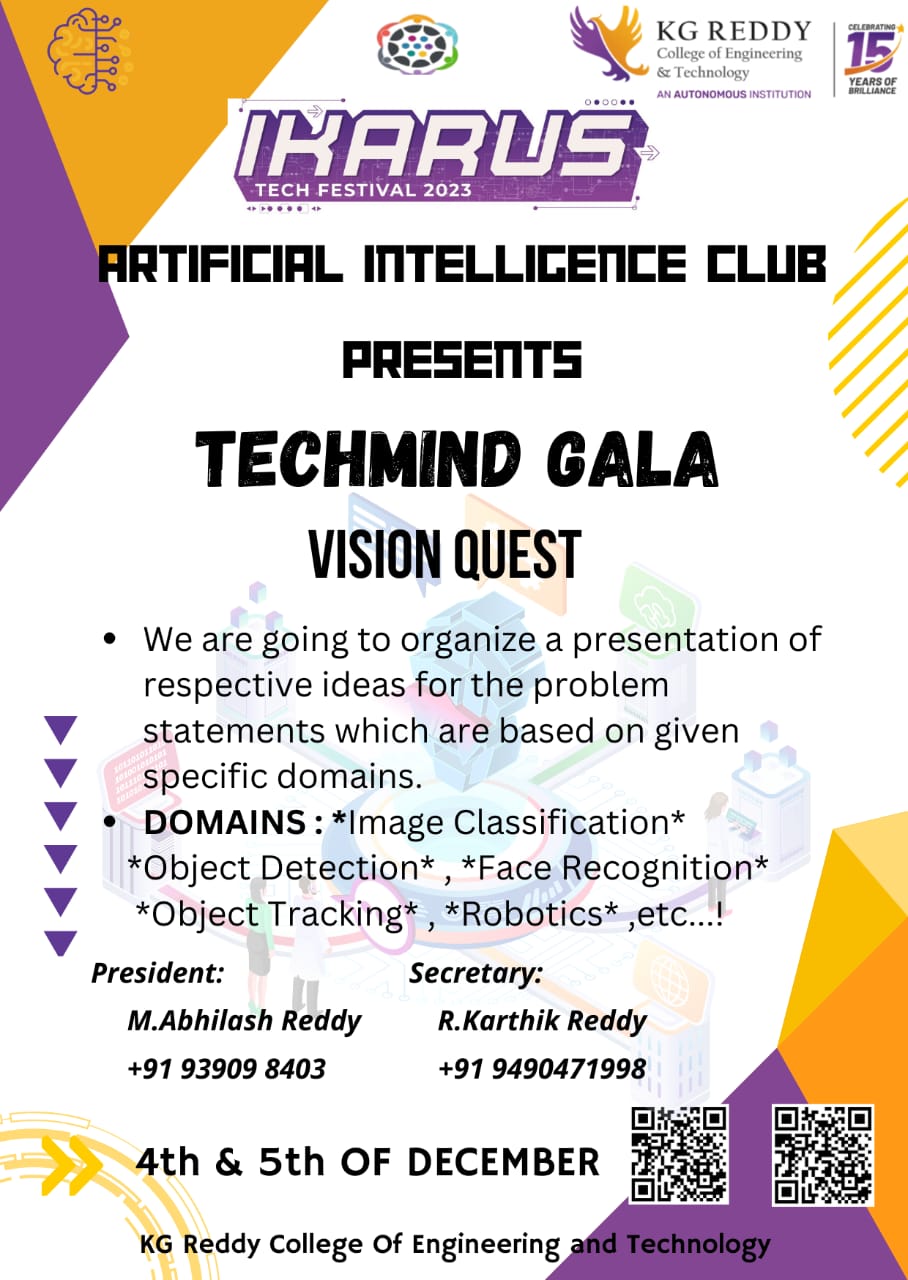 KG REDDY
College of Engineering
& Technology
AN AUTONOMOUS INSTITUTION
CELEBRATING
15
YEARS OF
BRILLIANCE
IKARUS
TECH FESTIVAL 2023
ARTIFICIAL INTELLIGENCE CLUB
PRESENTS
TECHMIND GALA
VISION QUEST
• We are going to organize a presentation of
respective ideas for the problem
statements which are based on given
specific domains.
• DOMAINS : *Image Classification*
*Object Detection* , *Face Recognition*
*Object Tracking* , *Robotics* ,etc...!
President: Secretary:
M.Abhilash Reddy R.Karthik Reddy
+91 93909 8403 +91 9490471998
4th & 5th OF DECEMBER
KG Reddy College Of Engineering and Technology